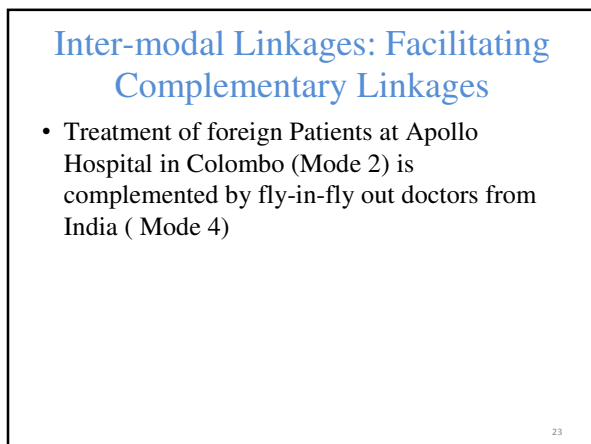 Inter-modal Linkages: Facilitating
Complementary Linkages
• Treatment of foreign Patients at Apollo
Hospital in Colombo (Mode 2) is
complemented by fly-in-fly out doctors from
India ( Mode 4)
23